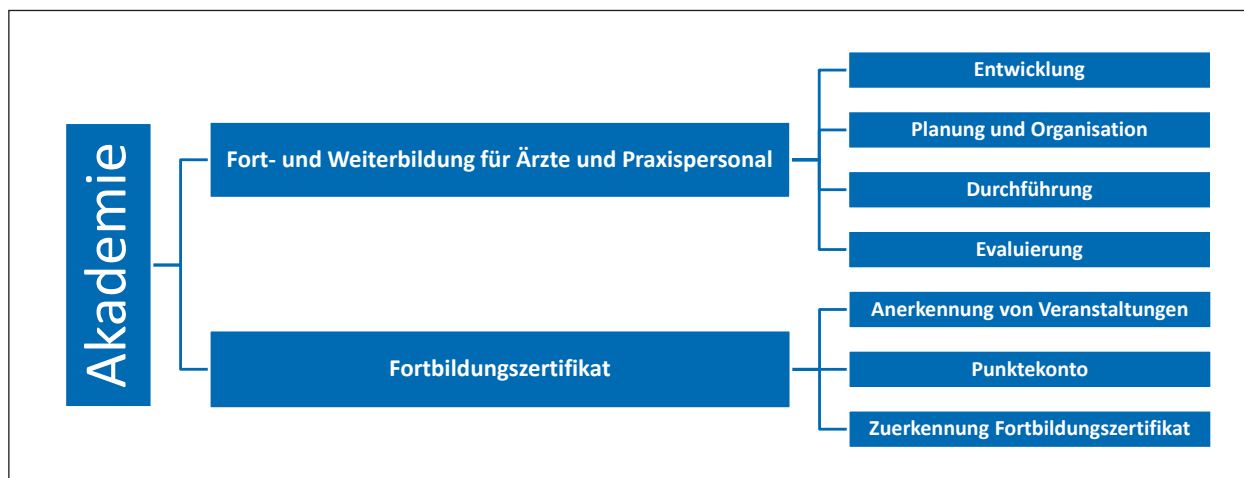 Akademie
Fort- und Weiterbildung für Ärzte und Praxispersonal
Entwicklung
Planung und Organisation
Durchführung
Evaluierung
Fortbildungszertifikat
Anerkennung von Veranstaltungen
Punktekonto
Zuerkennung Fortbildungszertifikat